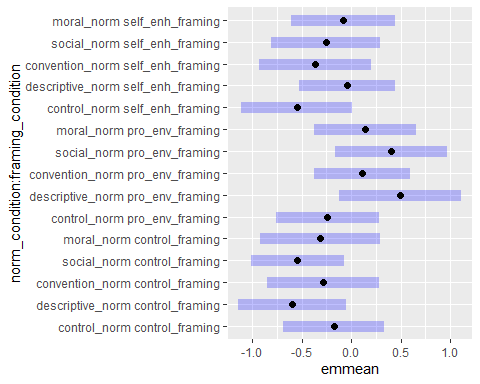 norm_condition:framing_condition
moral_norm self_enh_framing
social_norm self_enh_framing
convention_norm self_enh_framing
descriptive_norm self_enh_framing
control_norm self_enh_framing
moral_norm pro_env_framing
social_norm pro_env_framing
convention_norm pro_env_framing
descriptive_norm pro_env_framing
control_norm pro_env_framing
moral_norm control_framing
social_norm control_framing
convention_norm control_framing
descriptive_norm control_framing
control_norm control_framing
-1.0 -0.5 0.0 0.5 1.0
emmean